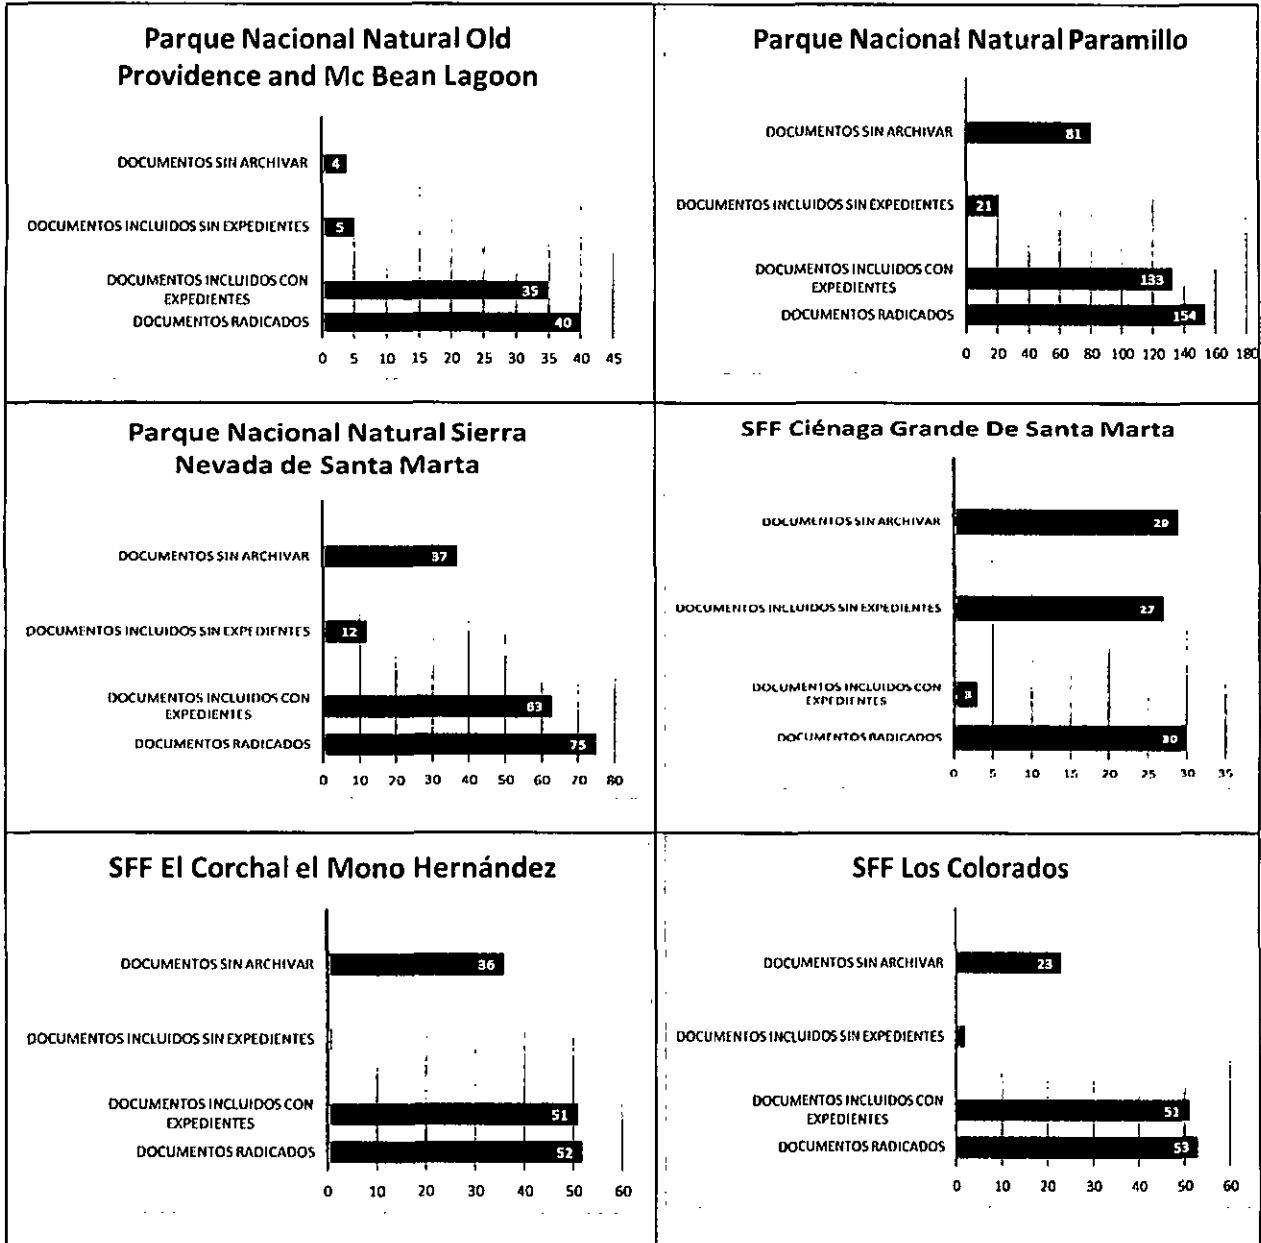 Parque Nacional Natural Old
Providence and Mc Bean Lagoon
DOCUMENTOS SIN ARCHIVAR
4
DOCUMENTOS INCLUIDOS SIN EXPEDIENTES
5
DOCUMENTOS INCLUIDOS CON
EXPEDIENTES
35
DOCUMENTOS RADICADOS
40
0 5 10 15 20 25 30 35 40 45
Parque Nacional Natural Paramillo
DOCUMENTOS SIN ARCHIVAR
81
DOCUMENTOS INCLUIDOS SIN EXPEDIENTES
21
DOCUMENTOS INCLUIDOS CON
EXPEDIENTES
133
DOCUMENTOS RADICADOS
154
0 20 40 60 80 100 120 140 160 180
Parque Nacional Natural Sierra
Nevada de Santa Marta
DOCUMENTOS SIN ARCHIVAR
37
DOCUMENTOS INCLUIDOS SIN EXPEDIENTES
12
DOCUMENTOS INCLUIDOS CON
EXPEDIENTES
63
DOCUMENTOS RADICADOS
75
0 10 20 30 40 50 60 70 80
SFF Ciénaga Grande De Santa Marta
DOCUMENTOS SIN ARCHIVAR
29
DOCUMENTOS INCLUIDOS SIN EXPEDIENTES
27
DOCUMENTOS INCLUIDOS CON
EXPEDIENTES
3
DOCUMENTOS RADICADOS
30
0 5 10 15 20 25 30 35
SFF El Corchal el Mono Hernández
DOCUMENTOS SIN ARCHIVAR
36
DOCUMENTOS INCLUIDOS SIN EXPEDIENTES
DOCUMENTOS INCLUIDOS CON
EXPEDIENTES
51
DOCUMENTOS RADICADOS
52
0 10 20 30 40 50 60
SFF Los Colorados
DOCUMENTOS SIN ARCHIVAR
23
DOCUMENTOS INCLUIDOS SIN EXPEDIENTES
DOCUMENTOS INCLUIDOS CON
EXPEDIENTES
51
DOCUMENTOS RADICADOS
53
0 10 20 30 40 50 60